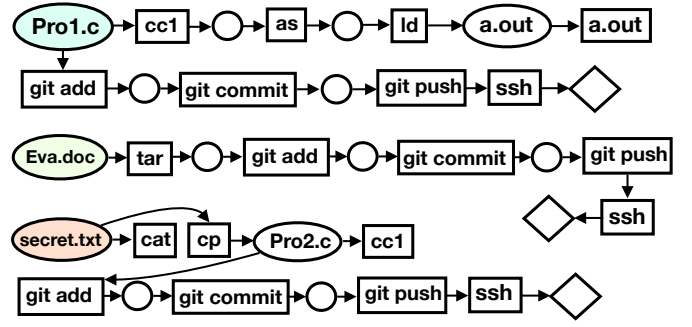 Pro1.c cc1 as ld a.out a.out
git add git commit git push ssh
Eva.doc tar git add git commit git push
ssh
secret.txt cat cp Pro2.c cc1
git add git commit git push ssh